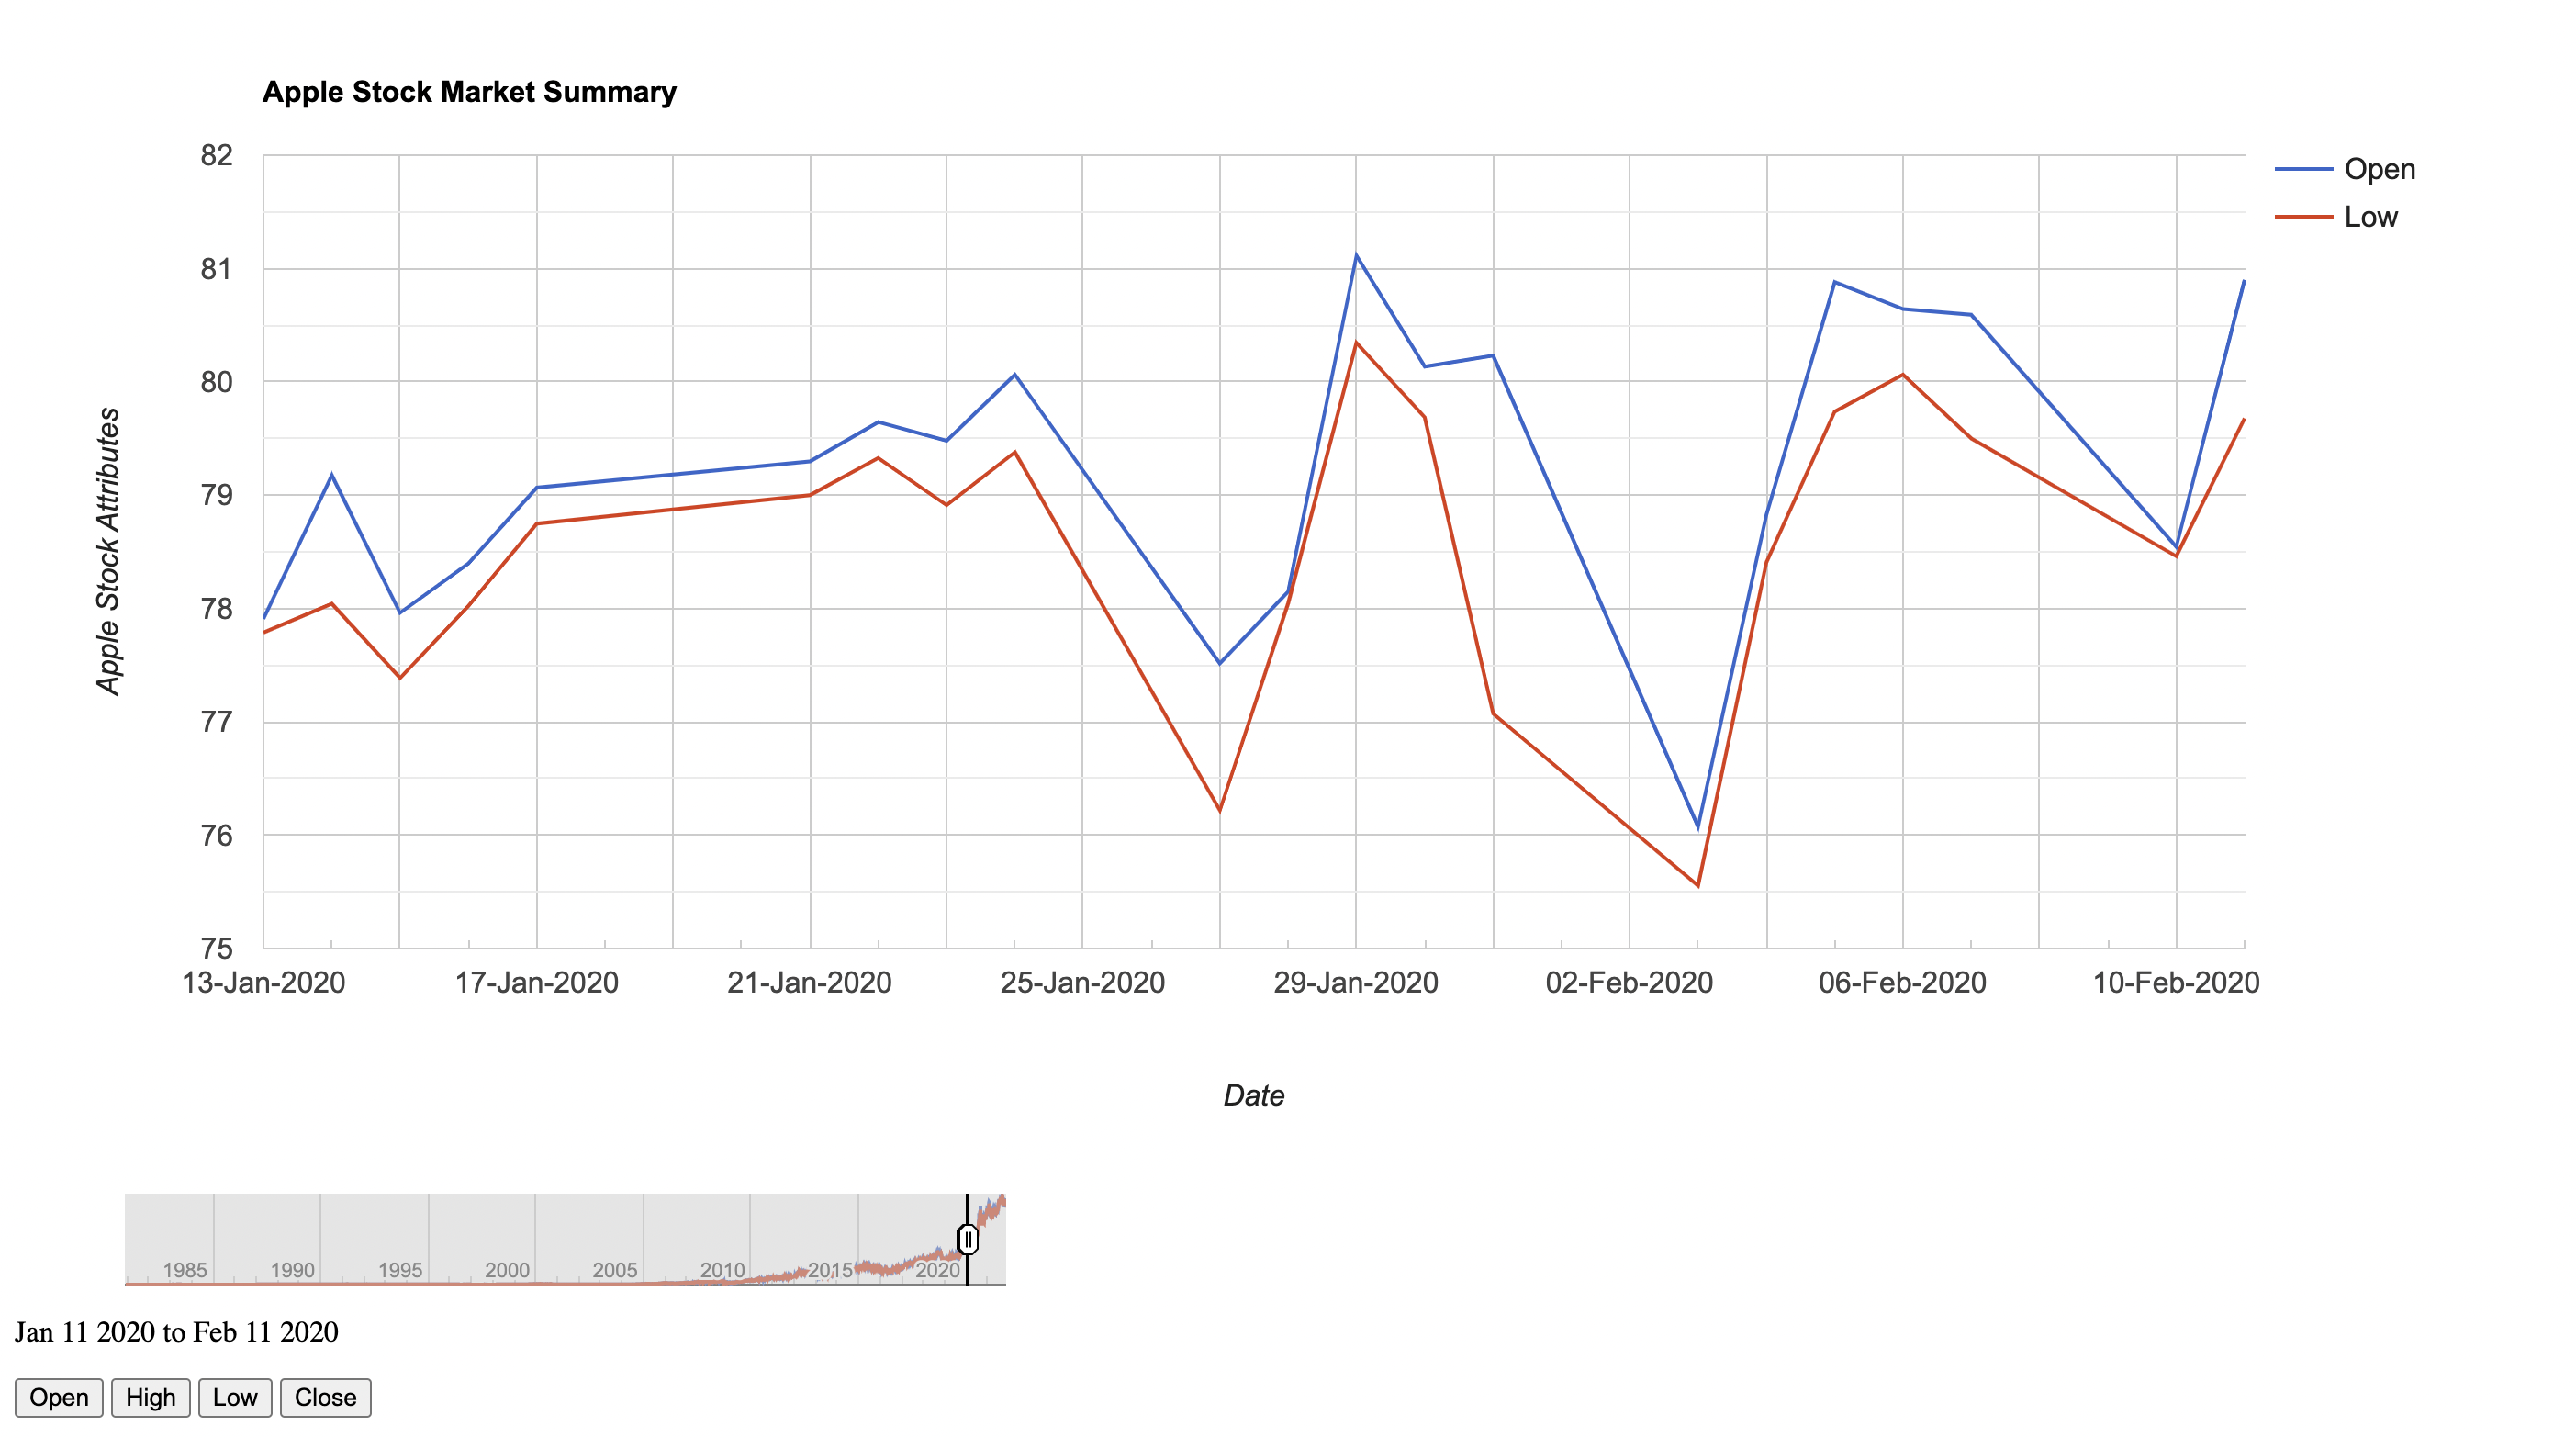 Apple Stock Market Summary
Open
Low
82
81
80
79
78
77
76
75
Apple Stock Attributes
13-Jan-2020 17-Jan-2020 21-Jan-2020 25-Jan-2020 29-Jan-2020 02-Feb-2020 06-Feb-2020 10-Feb-2020
Date
1985 1990 1995 2000 2005 2010 2015 2020
Jan 11 2020 to Feb 11 2020
Open High Low Close